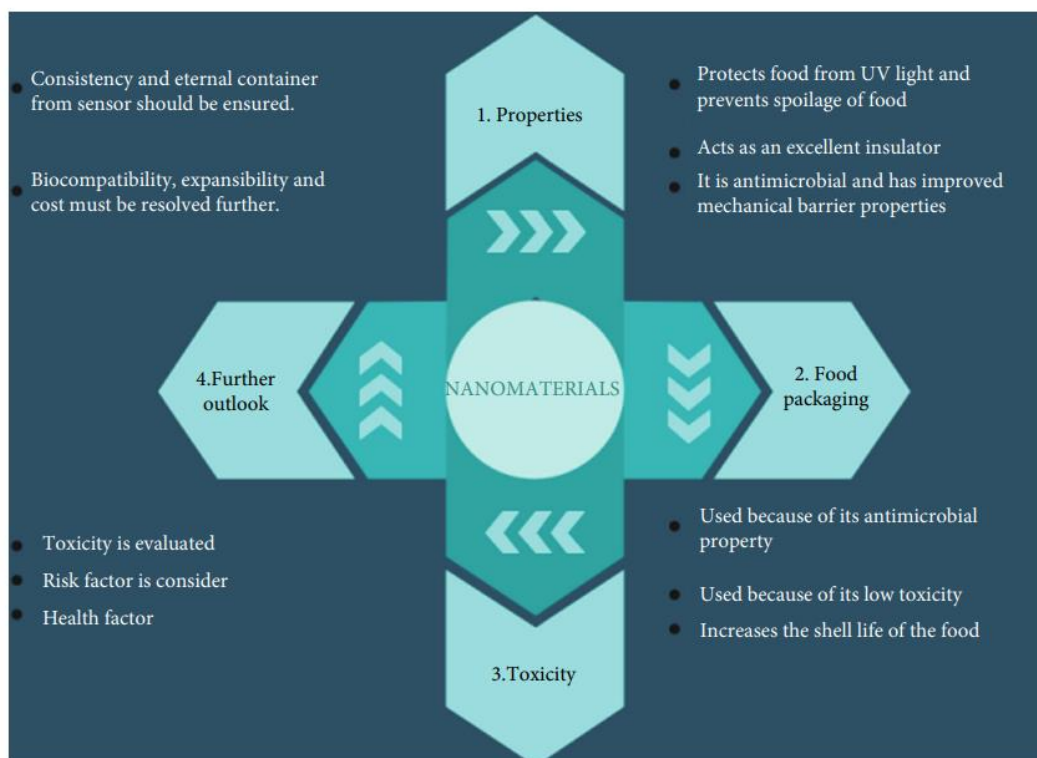 Consistency and eternal container
from sensor should be ensured.
Biocompatibility, expansibility and
cost must be resolved further.
1. Properties
Protects food from UV light and
prevents spoilage of food
Acts as an excellent insulator
It is antimicrobial and has improved
mechanical barrier properties
4.Further
outlook
NANOMATERIALS
2. Food
packaging
Toxicity is evaluated
Risk factor is consider
Health factor
3.Toxicity
Used because of its antimicrobial
property
Used because of its low toxicity
Increases the shell life of the food